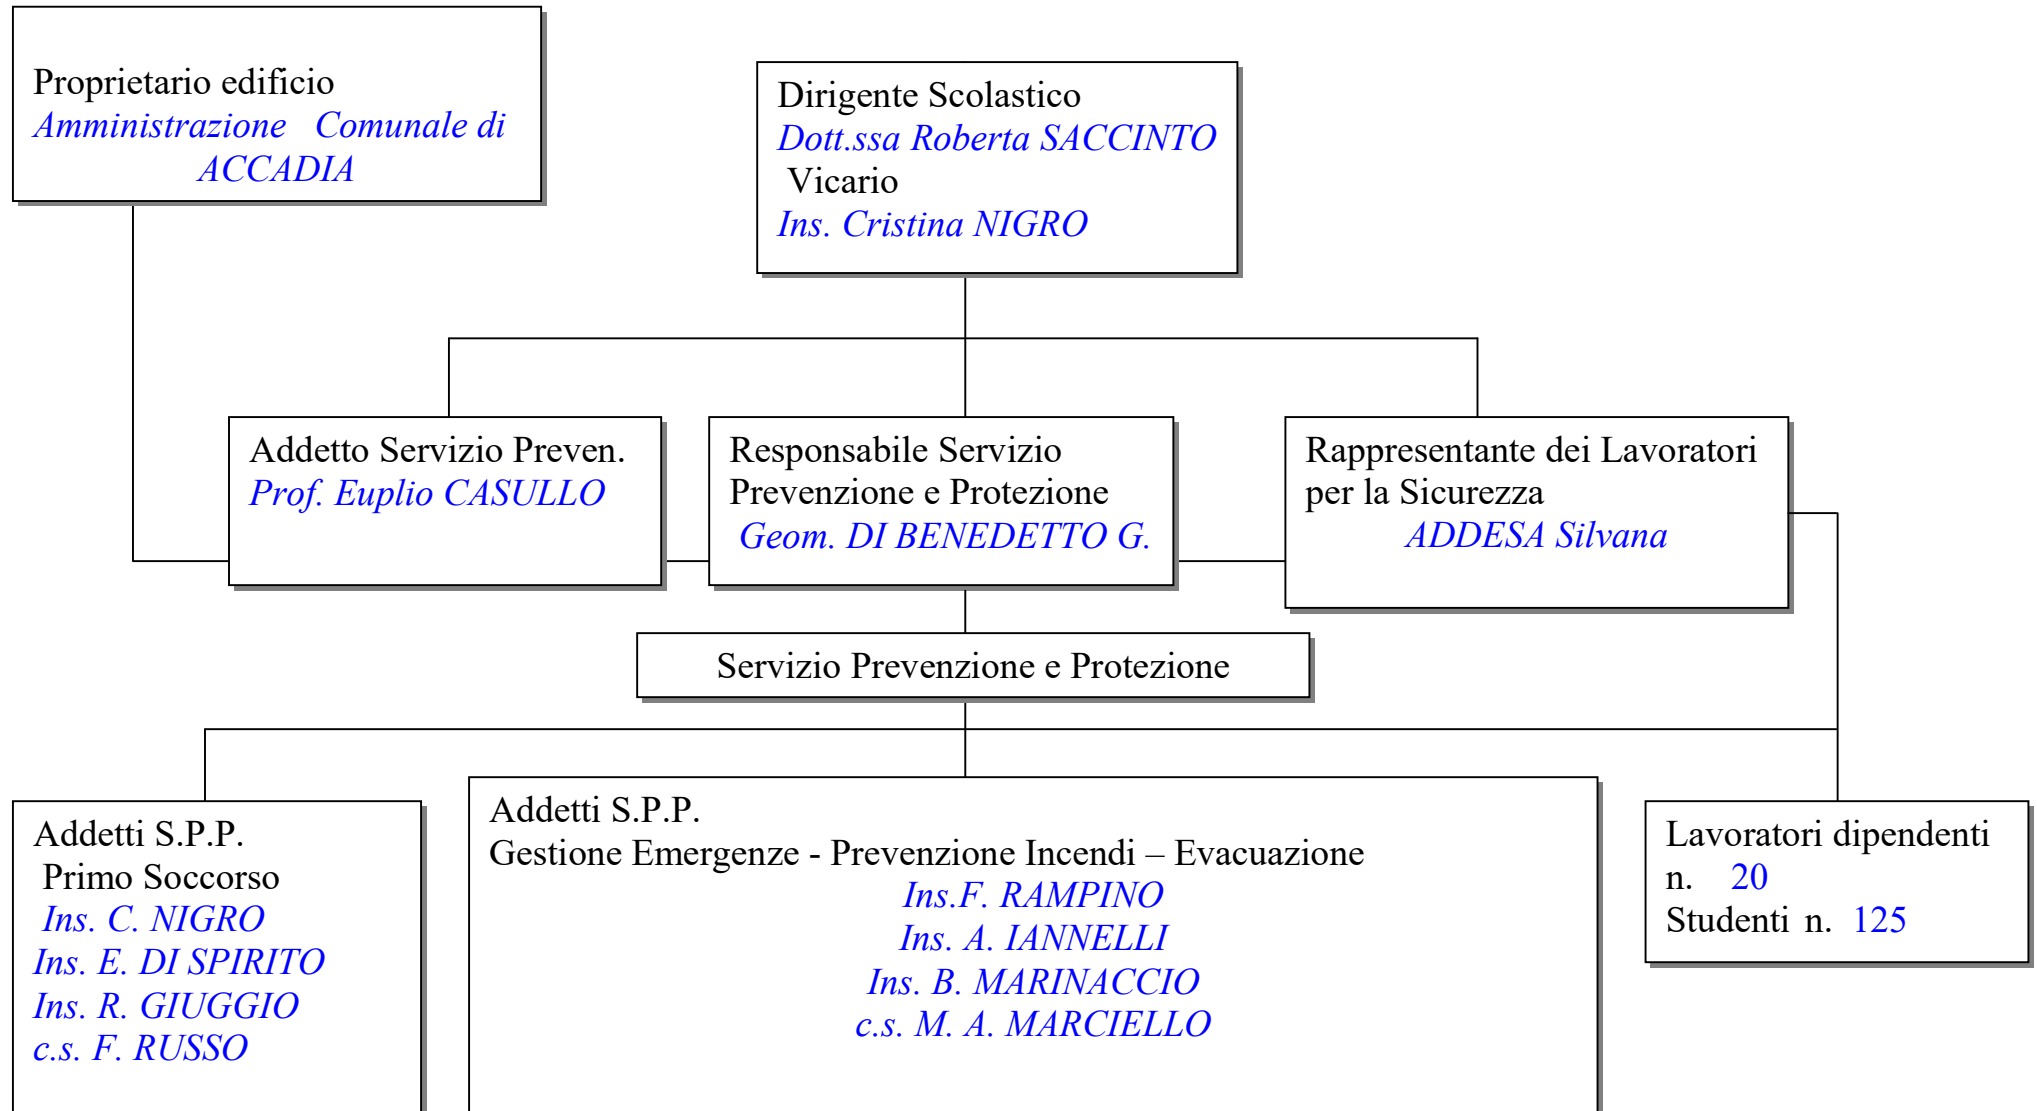 Proprietario edificio
Amministrazione Comunale di
ACCADIA
Dirigente Scolastico
Dott.ssa Roberta SACCINTO
Vicario
Ins. Cristina NIGRO
Addetto Servizio Preven.
Prof. Euplio CASULLO
Responsabile Servizio
Prevenzione e Protezione
Geom. DI BENEDETTO G.
Rappresentante dei Lavoratori
per la Sicurezza
ADDESA Silvana
Servizio Prevenzione e Protezione
Addetti S.P.P.
Primo Soccorso
Ins. C. NIGRO
Ins. E. DI SPIRITO
Ins. R. GIUGGIO
c.s. F. RUSSO
Addetti S.P.P.
Gestione Emergenze - Prevenzione Incendi – Evacuazione
Ins.F. RAMPINO
Ins. A. IANNELLI
Ins. B. MARINACCIO
c.s. M. A. MARCIELLO
Lavoratori dipendenti
n. 20
Studenti n. 125